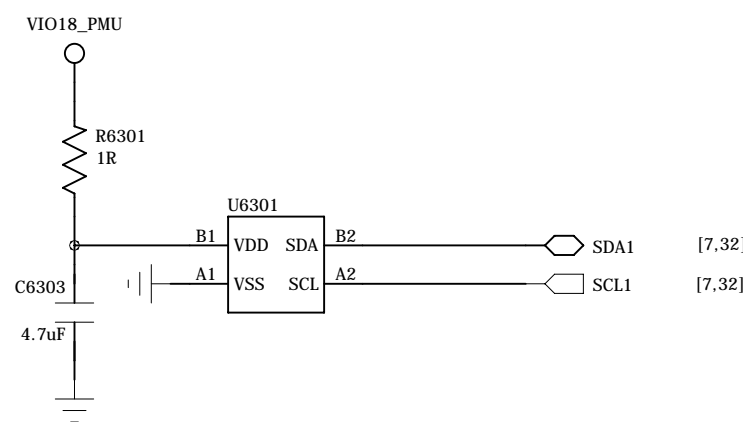 VIO18_PMU
R6301
1R
U6301
B1 VDD SDA B2 SDA1 [7,32]
A1 VSS SCL A2 SCL1 [7,32]
C6303
4.7uF